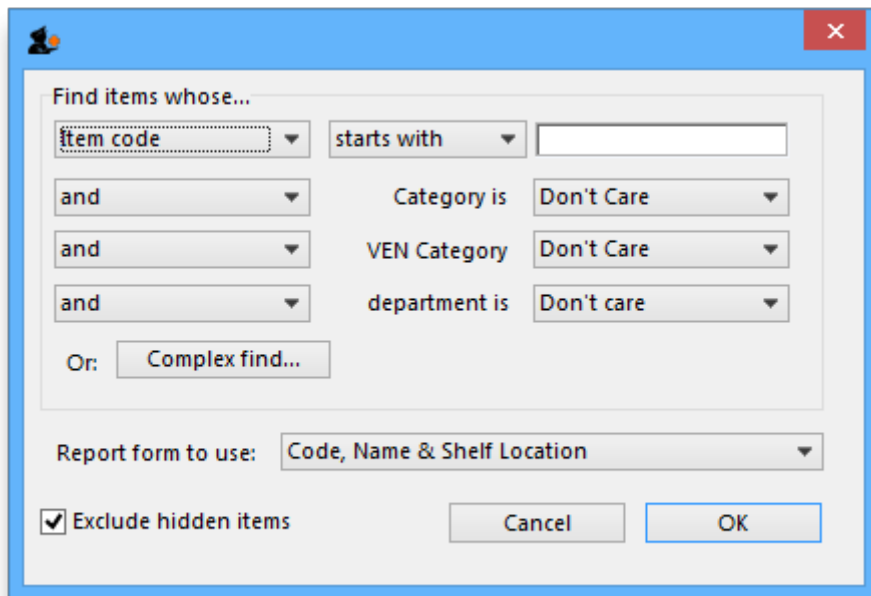 Find items whose...
Item code starts with
and Category is Don't Care
and VEN Category Don't Care
and department is Don't care
Or: Complex find...
Report form to use: Code, Name & Shelf Location
Exclude hidden items Cancel OK